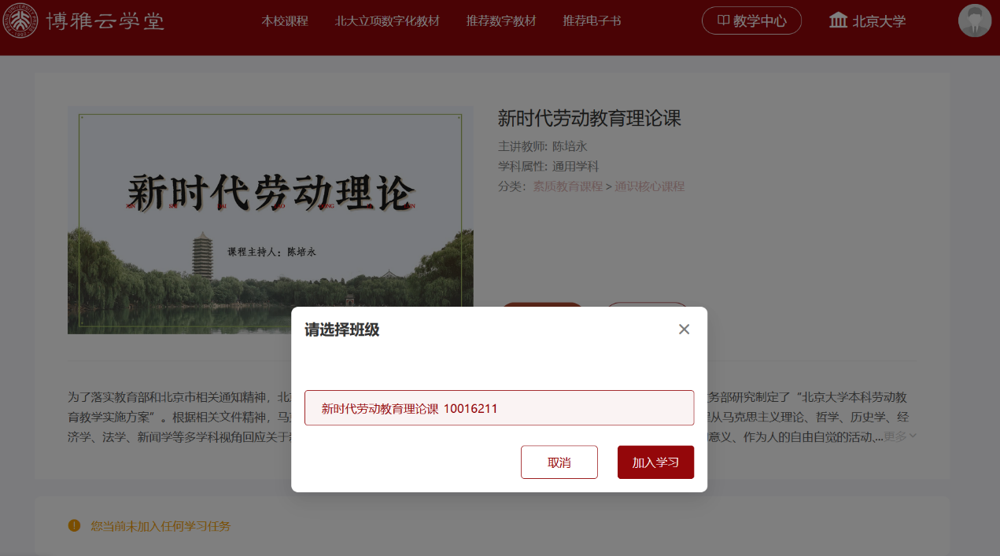 博雅云学堂
本校课程
北大立项数字化教材
推荐数字教材
推荐电子书
教学中心
北京大学
新时代劳动理论
课程主持人：陈培永
新时代劳动教育理论课
主讲教师: 陈培永
学科属性: 通用学科
分类： 素质教育课程 > 通识核心课程
请选择班级
新时代劳动教育理论课 10016211
取消
加入学习
为了落实教育部和北京市相关通知精神，北
务部研究制定了“北京大学本科劳动教
育教学实施方案”。根据相关文件精神，马
程从马克思主义理论、哲学、历史学、经
济学、法学、新闻学等多学科视角回应关于
意义、作为人的自由自觉的活动,...更多
您当前未加入任何学习任务